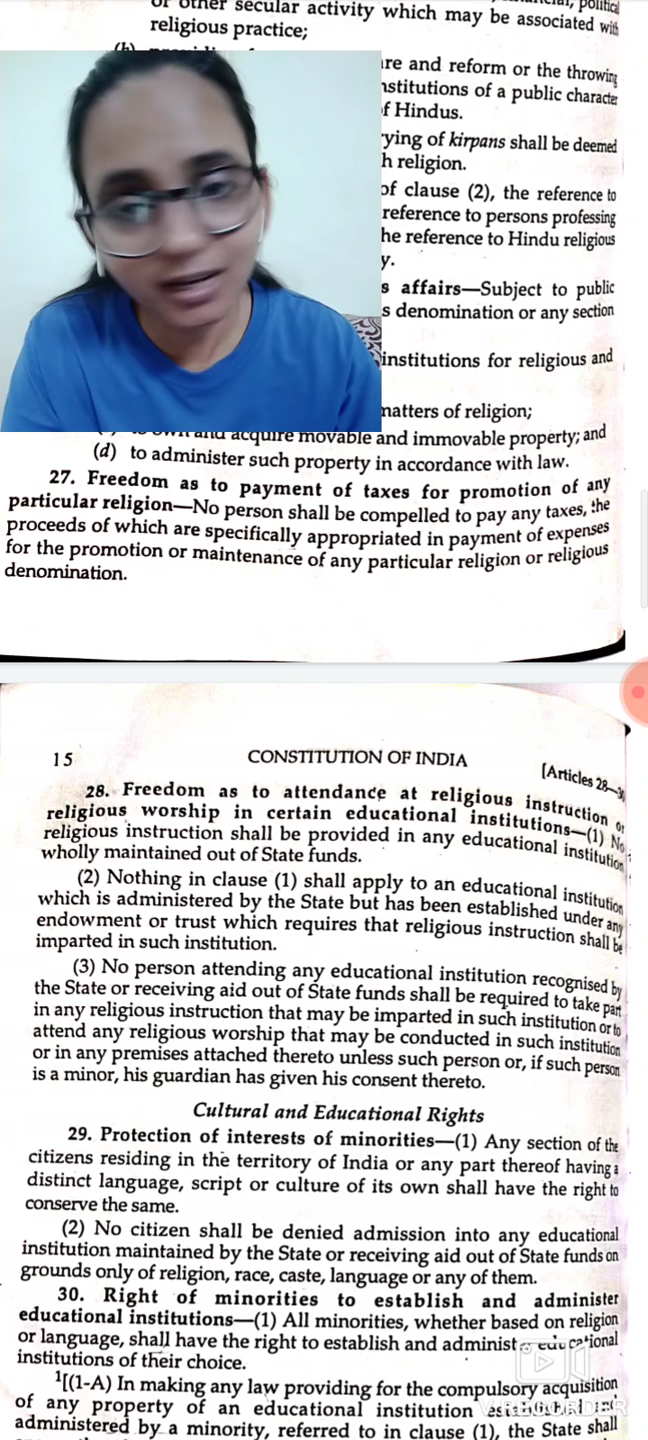 or other secular activity which may be associated with
religious practice;
re and reform or the throwing
nstitutions of a public character
of Hindus.
rying of kirpans shall be deemed
h religion.
of clause (2), the reference to
reference to persons professing
he reference to Hindu religious
y.
s affairs—Subject to public
s denomination or any section
institutions for religious and
matters of religion;
to own and acquire movable and immovable property; and
(d) to administer such property in accordance with law.
27. Freedom as to payment of taxes for promotion of any
particular religion—No person shall be compelled to pay any taxes, the
proceeds of which are specifically appropriated in payment of expenses
for the promotion or maintenance of any particular religion or religious
denomination.
15 CONSTITUTION OF INDIA [Articles 28—30
28. Freedom as to attendance at religious instruction or
religious worship in certain educational institutions—(1) No
religious instruction shall be provided in any educational institution
wholly maintained out of State funds.
(2) Nothing in clause (1) shall apply to an educational institution
which is administered by the State but has been established under any
endowment or trust which requires that religious instruction shall be
imparted in such institution.
(3) No person attending any educational institution recognised by
the State or receiving aid out of State funds shall be required to take part
in any religious instruction that may be imparted in such institution or to
attend any religious worship that may be conducted in such institution
or in any premises attached thereto unless such person or, if such person
is a minor, his guardian has given his consent thereto.
Cultural and Educational Rights
29. Protection of interests of minorities—(1) Any section of the
citizens residing in the territory of India or any part thereof having a
distinct language, script or culture of its own shall have the right to
conserve the same.
(2) No citizen shall be denied admission into any educational
institution maintained by the State or receiving aid out of State funds on
grounds only of religion, race, caste, language or any of them.
30. Right of minorities to establish and administer
educational institutions—(1) All minorities, whether based on religion
or language, shall have the right to establish and administer educational
institutions of their choice.
1[(1-A) In making any law providing for the compulsory acquisition
of any property of an educational institution established and
administered by a minority, referred to in clause (1), the State shall